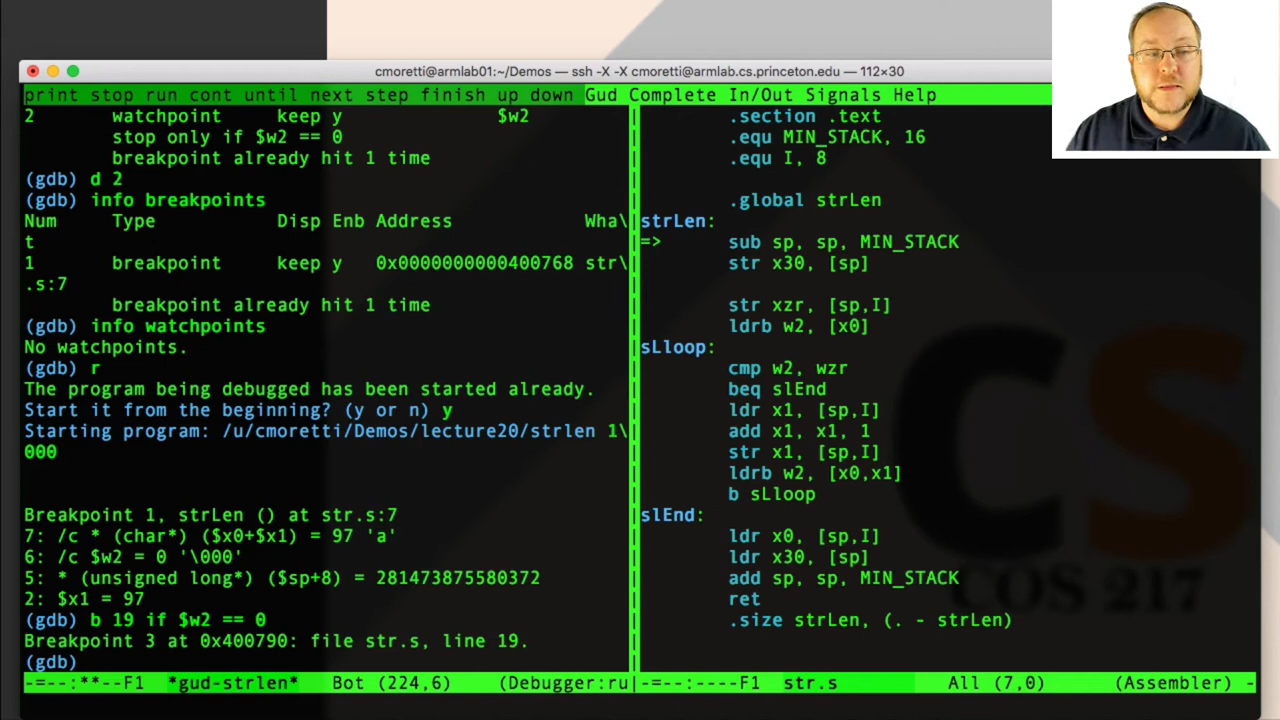 cmoretti@armlab01:~/Demos — ssh -X -X cmoretti@armlab.cs.princeton.edu — 112×30
print stop run cont until next step finish up down Gud Complete In/Out Signals Help
2       watchpoint     keep y                      $w2
        stop only if $w2 == 0
        breakpoint already hit 1 time
(gdb) d 2
(gdb) info breakpoints
Num     Type           Disp Enb Address            Wha\
t
1       breakpoint     keep y   0x0000000000400768 str\
.s:7
        breakpoint already hit 1 time
(gdb) info watchpoints
No watchpoints.
(gdb) r
The program being debugged has been started already.
Start it from the beginning? (y or n) y
Starting program: /u/cmoretti/Demos/lecture20/strlen 1\
000
Breakpoint 1, strLen () at str.s:7
7: /c * (char*) ($x0+$x1) = 97 'a'
6: /c $w2 = 0 '\000'
5: * (unsigned long*) ($sp+8) = 281473875580372
2: $x1 = 97
(gdb) b 19 if $w2 == 0
Breakpoint 3 at 0x400790: file str.s, line 19.
(gdb)
-=--:**--F1  *gud-strlen*   Bot (224,6)    (Debugger:ru
        .section .text
        .equ MIN_STACK, 16
        .equ I, 8
        .global strLen
strLen:
=>      sub sp, sp, MIN_STACK
        str x30, [sp]
        str xzr, [sp,I]
        ldrb w2, [x0]
sLloop:
        cmp w2, wzr
        beq slEnd
        ldr x1, [sp,I]
        add x1, x1, 1
        str x1, [sp,I]
        ldrb w2, [x0,x1]
        b sLloop
slEnd:
        ldr x0, [sp,I]
        ldr x30, [sp]
        add sp, sp, MIN_STACK
        ret
        .size strLen, (. - strLen)
-=--:----F1  str.s          All (7,0)      (Assembler) -
CS
COS 217